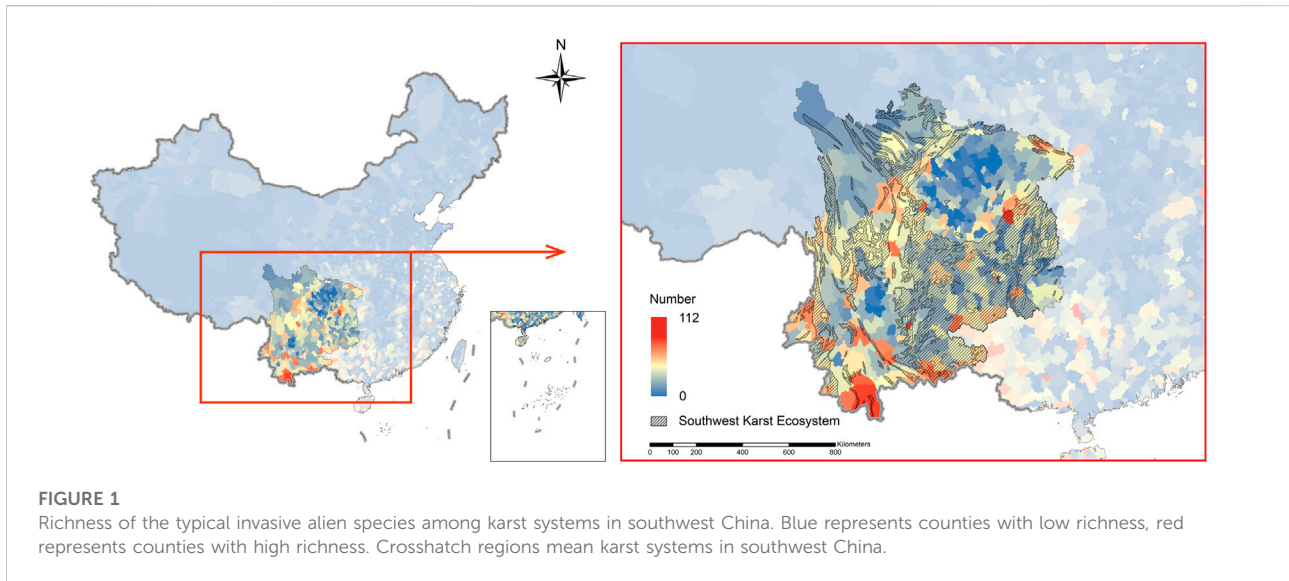 N
Number
112
0
Southwest Karst Ecosystem
Kilometers
0 100 200 400 600 800
FIGURE 1
Richness of the typical invasive alien species among karst systems in southwest China. Blue represents counties with low richness, red
represents counties with high richness. Crosshatch regions mean karst systems in southwest China.